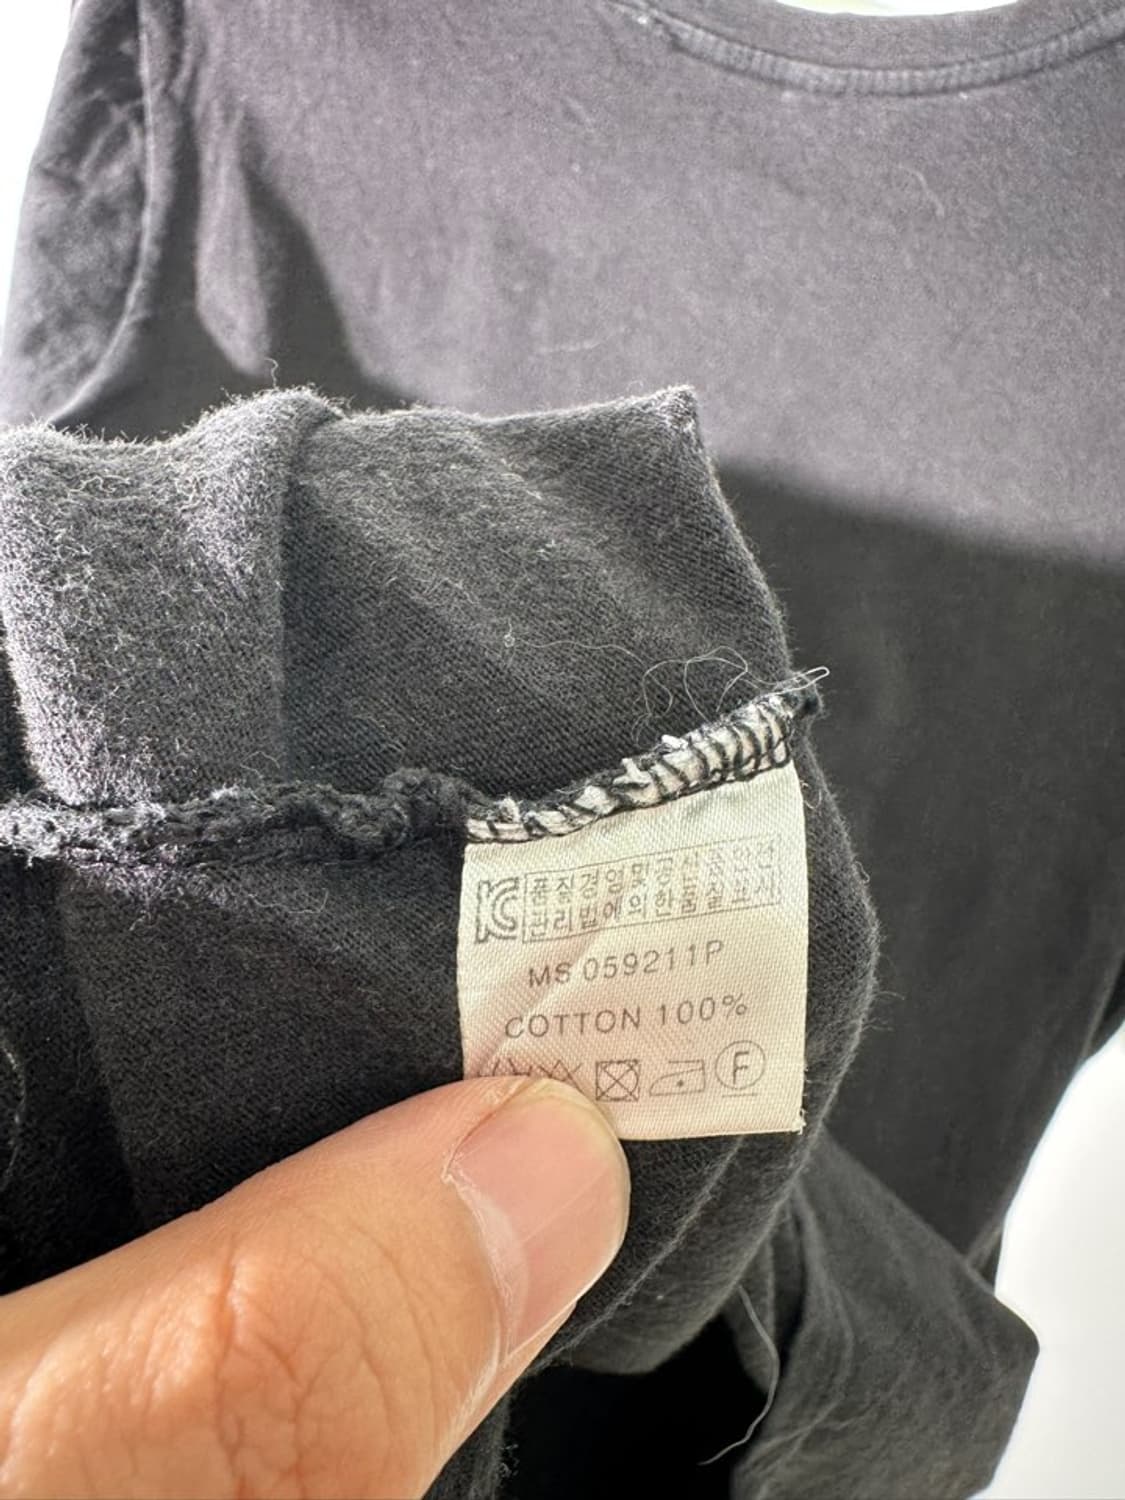 KC 품질경영및공산품안전
관리법에의한품질표시
MS 059211P
COTTON 100%
F